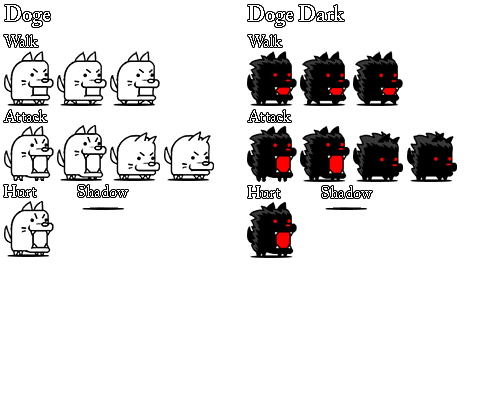 Doge
Walk
Attack
Hurt Shadow
Doge Dark
Walk
Attack
Hurt Shadow